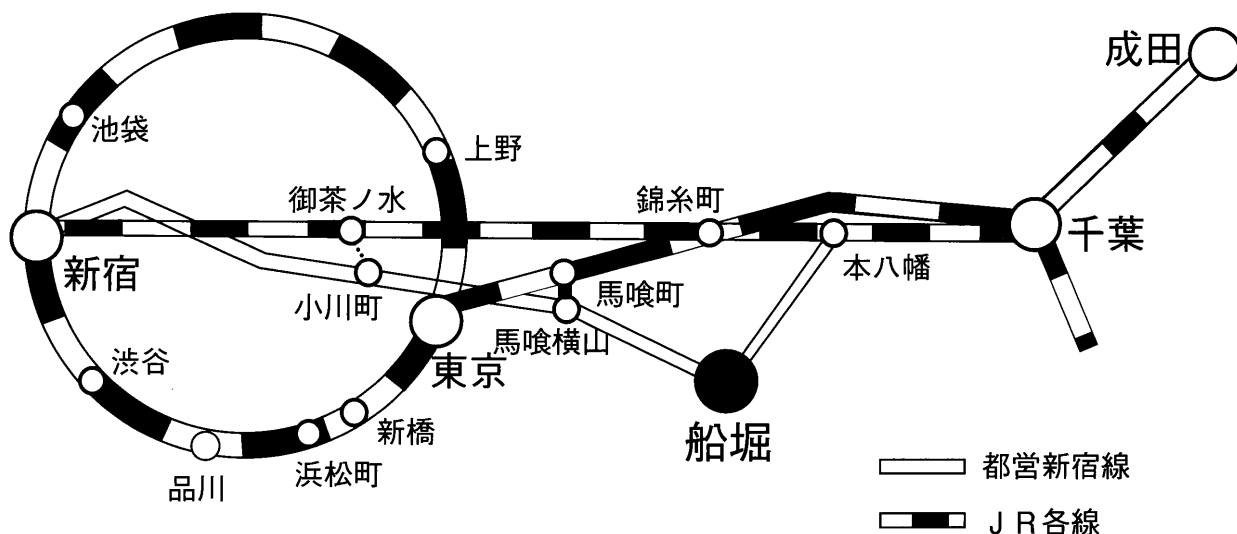 成田
池袋
上野
御茶ノ水
錦糸町
千葉
新宿
本八幡
小川町
馬喰町
馬喰横山
東京
渋谷
新橋
船堀
浜松町
品川
都営新宿線
ＪＲ各線